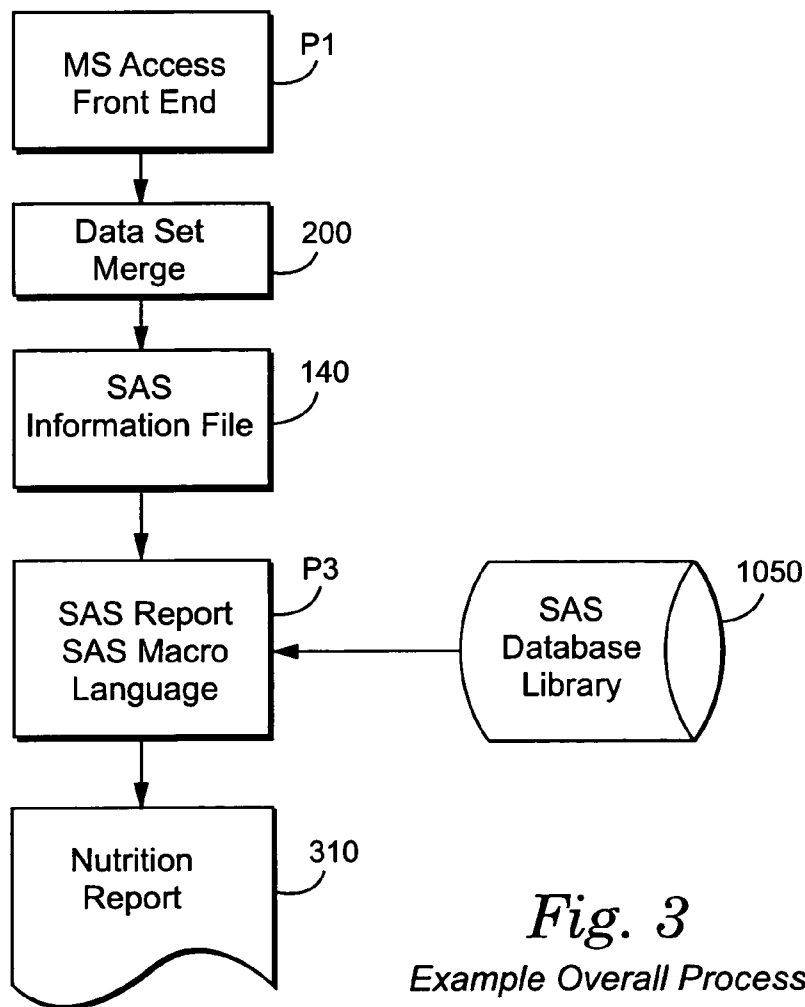 MS Access
Front End
P1
Data Set
Merge
200
SAS
Information File
140
SAS Report
SAS Macro
Language
P3
SAS
Database
Library
1050
Nutrition
Report
310
Fig. 3
Example Overall Process